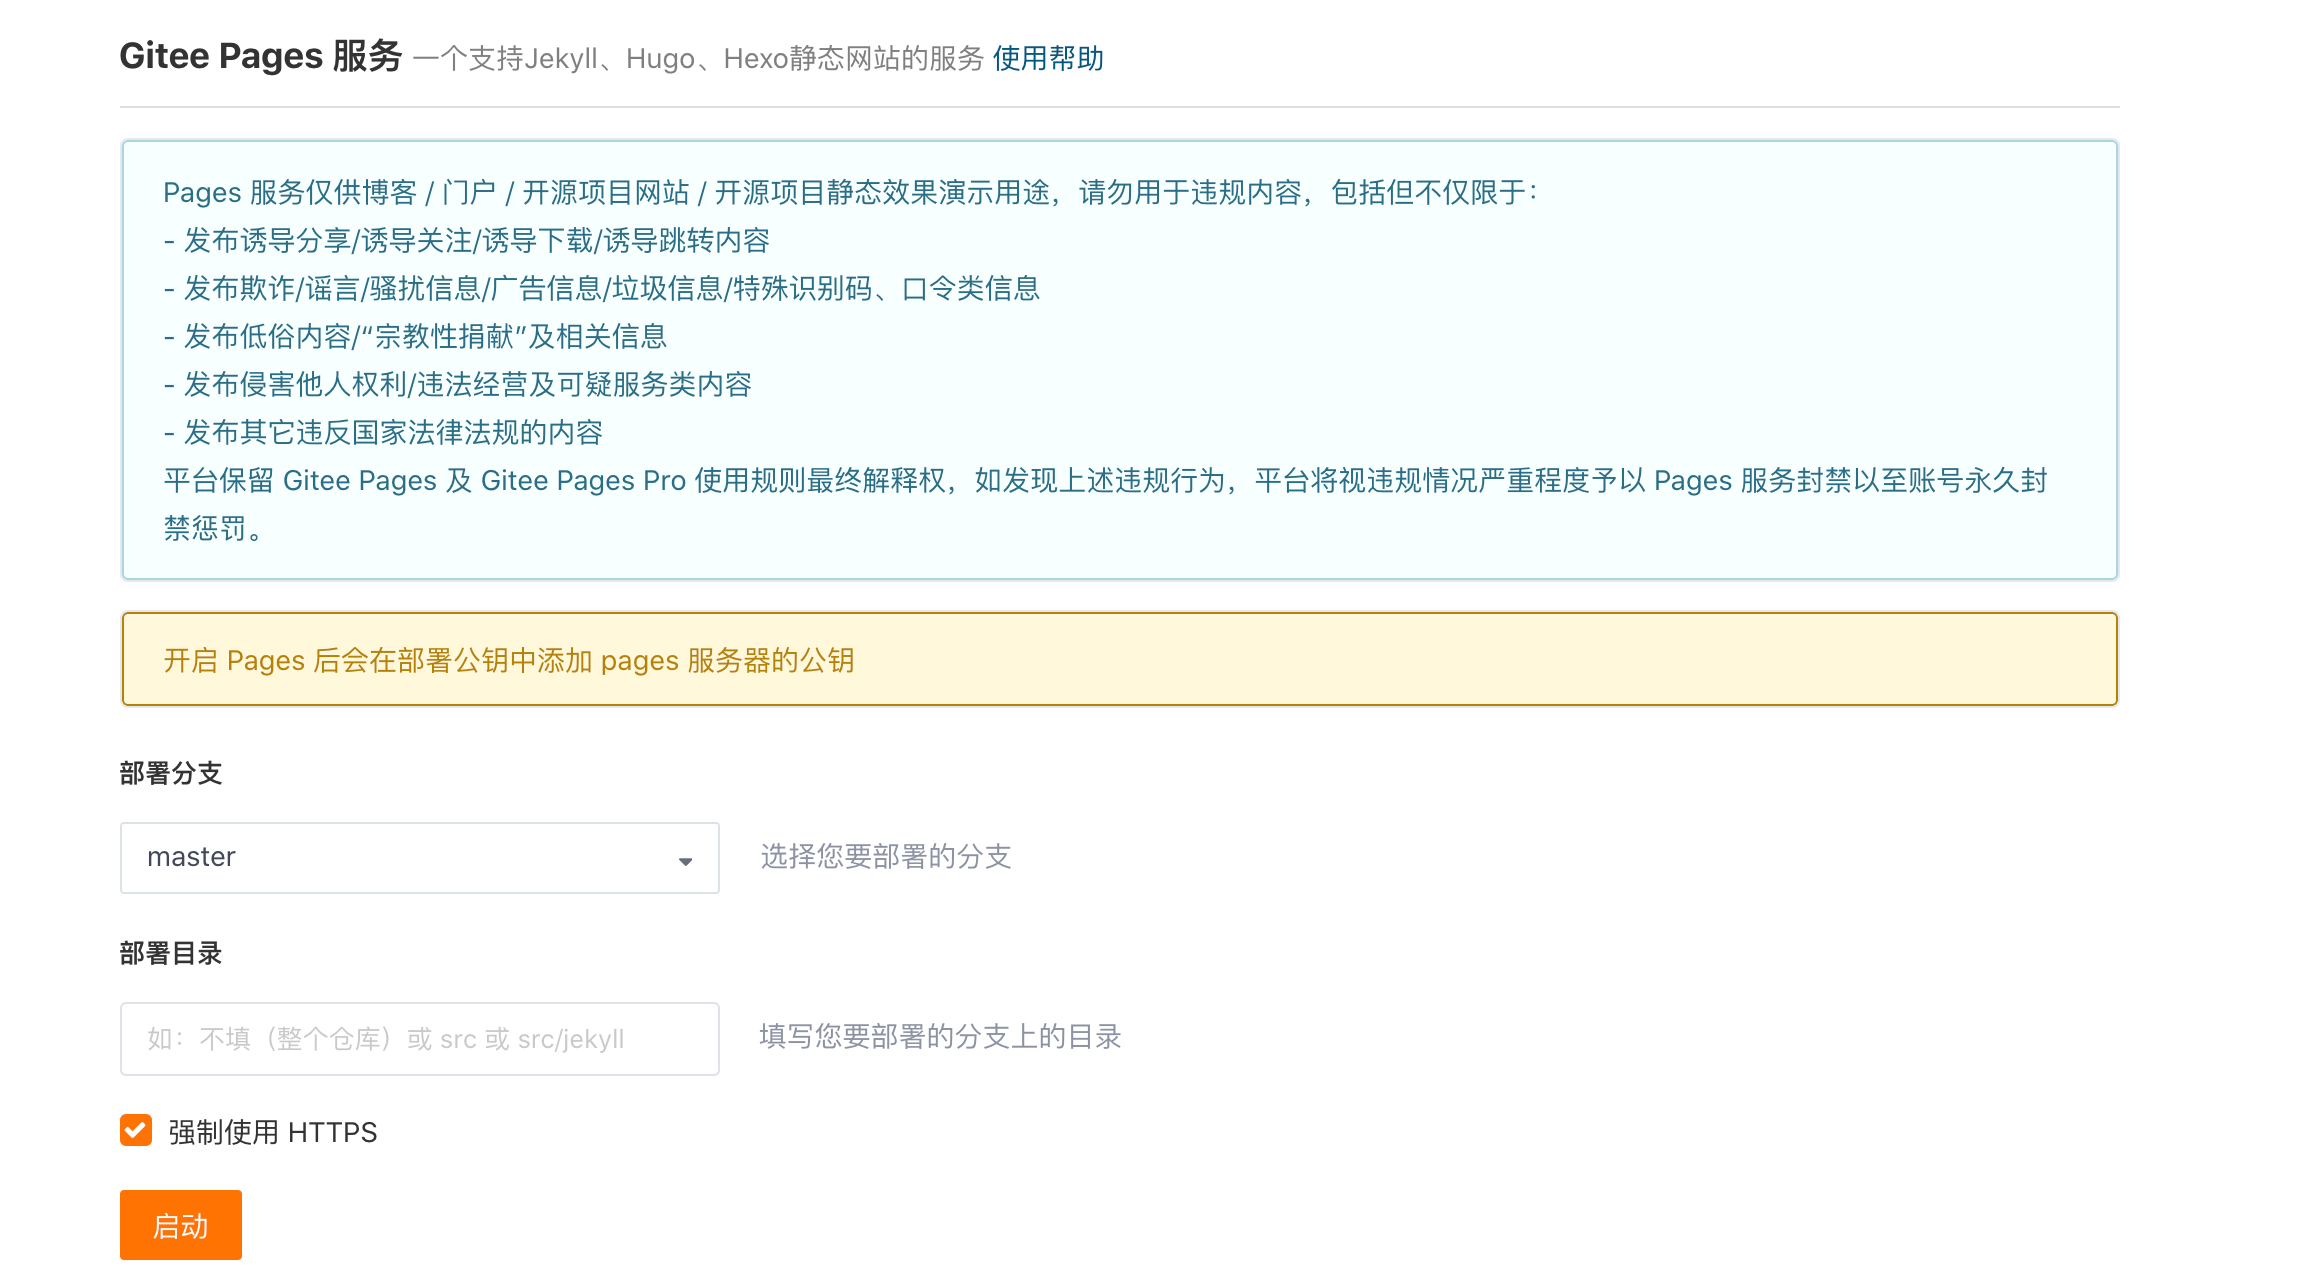 Gitee Pages 服务 一个支持Jekyll、Hugo、Hexo静态网站的服务 使用帮助
Pages 服务仅供博客 / 门户 / 开源项目网站 / 开源项目静态效果演示用途，请勿用于违规内容，包括但不仅限于：
- 发布诱导分享/诱导关注/诱导下载/诱导跳转内容
- 发布欺诈/谣言/骚扰信息/广告信息/垃圾信息/特殊识别码、口令类信息
- 发布低俗内容/“宗教性捐献”及相关信息
- 发布侵害他人权利/违法经营及可疑服务类内容
- 发布其它违反国家法律法规的内容
平台保留 Gitee Pages 及 Gitee Pages Pro 使用规则最终解释权，如发现上述违规行为，平台将视违规情况严重程度予以 Pages 服务封禁以至账号永久封
禁惩罚。
开启 Pages 后会在部署公钥中添加 pages 服务器的公钥
部署分支
master 选择您要部署的分支
部署目录
如：不填（整个仓库）或 src 或 src/jekyll 填写您要部署的分支上的目录
强制使用 HTTPS
启动